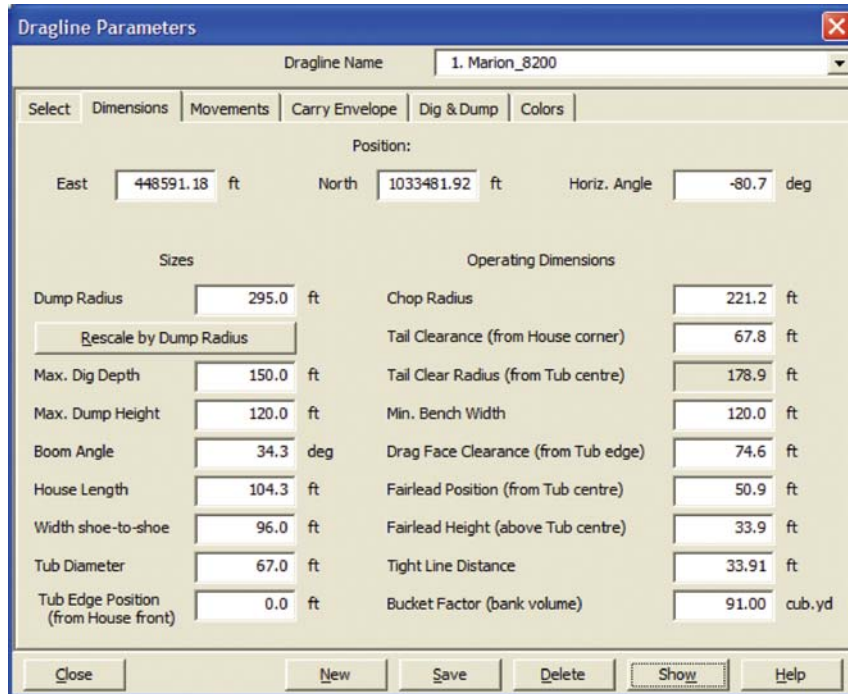 Dragline Parameters
Dragline Name 1. Marion_8200
Select Dimensions Movements Carry Envelope Dig & Dump Colors
Position:
East 448591.18 ft North 1033481.92 ft Horiz. Angle -80.7 deg
Sizes Operating Dimensions
Dump Radius 295.0 ft Chop Radius 221.2 ft
Rescale by Dump Radius Tail Clearance (from House corner) 67.8 ft
Max. Dig Depth 150.0 ft Tail Clear Radius (from Tub centre) 178.9 ft
Max. Dump Height 120.0 ft Min. Bench Width 120.0 ft
Boom Angle 34.3 deg Drag Face Clearance (from Tub edge) 74.6 ft
House Length 104.3 ft Fairlead Position (from Tub centre) 50.9 ft
Width shoe-to-shoe 96.0 ft Fairlead Height (above Tub centre) 33.9 ft
Tub Diameter 67.0 ft Tight Line Distance 33.91 ft
Tub Edge Position
(from House front) 0.0 ft Bucket Factor (bank volume) 91.00 cub.yd
Close New Save Delete Show Help